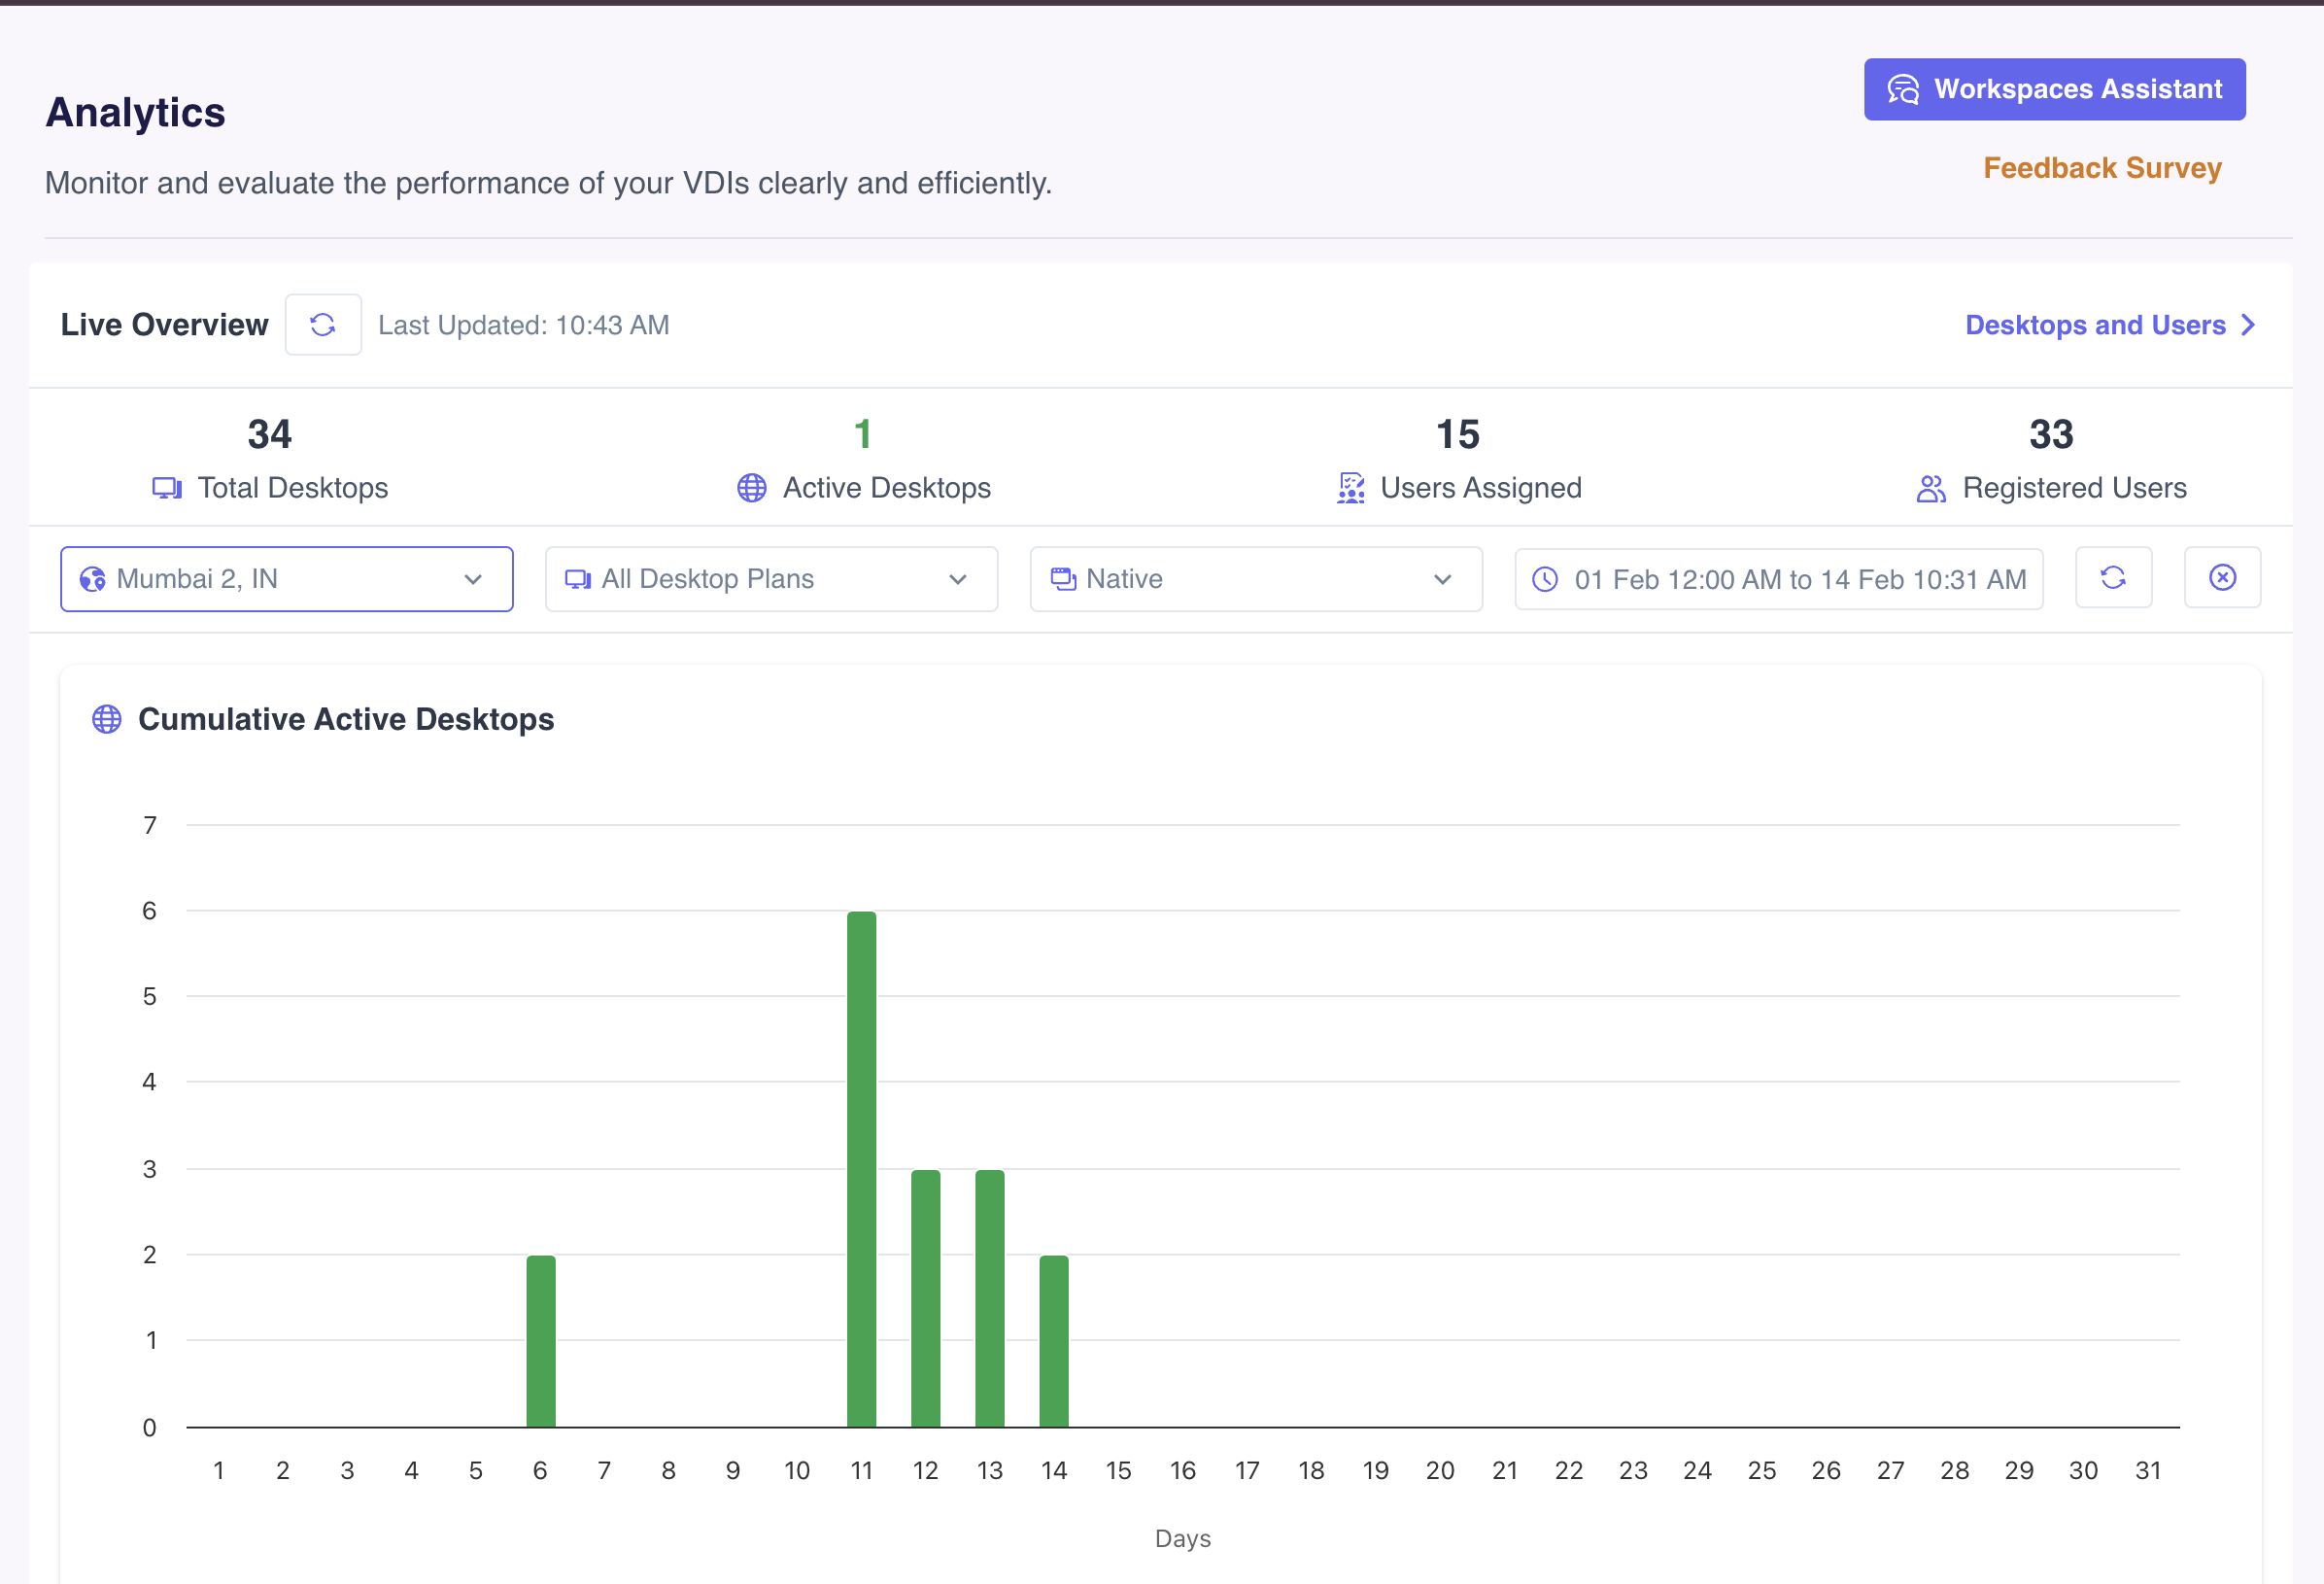 Workspaces Assistant
Analytics
Feedback Survey
Monitor and evaluate the performance of your VDIs clearly and efficiently.
Live Overview Last Updated: 10:43 AM Desktops and Users
34 1 15 33
Total Desktops Active Desktops Users Assigned Registered Users
Mumbai 2, IN All Desktop Plans Native 01 Feb 12:00 AM to 14 Feb 10:31 AM
Cumulative Active Desktops
7
6
5
4
3
2
1
0
1 2 3 4 5 6 7 8 9 10 11 12 13 14 15 16 17 18 19 20 21 22 23 24 25 26 27 28 29 30 31
Days